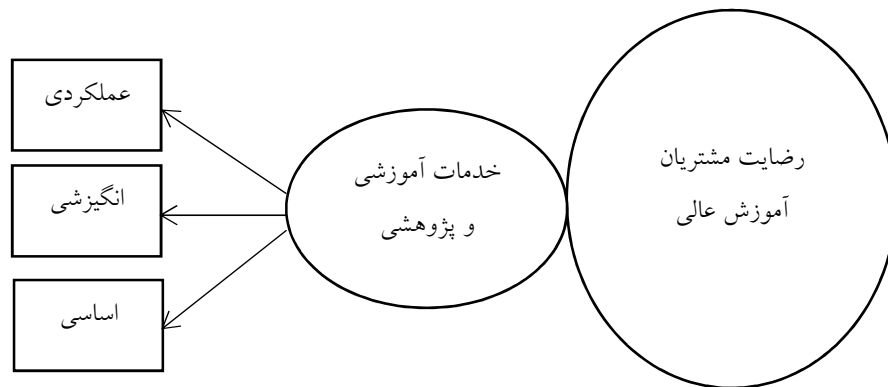 رضایت مشتریان
آموزش عالی
خدمات آموزشی
و پژوهشی
عملکردی
انگیزشی
اساسی